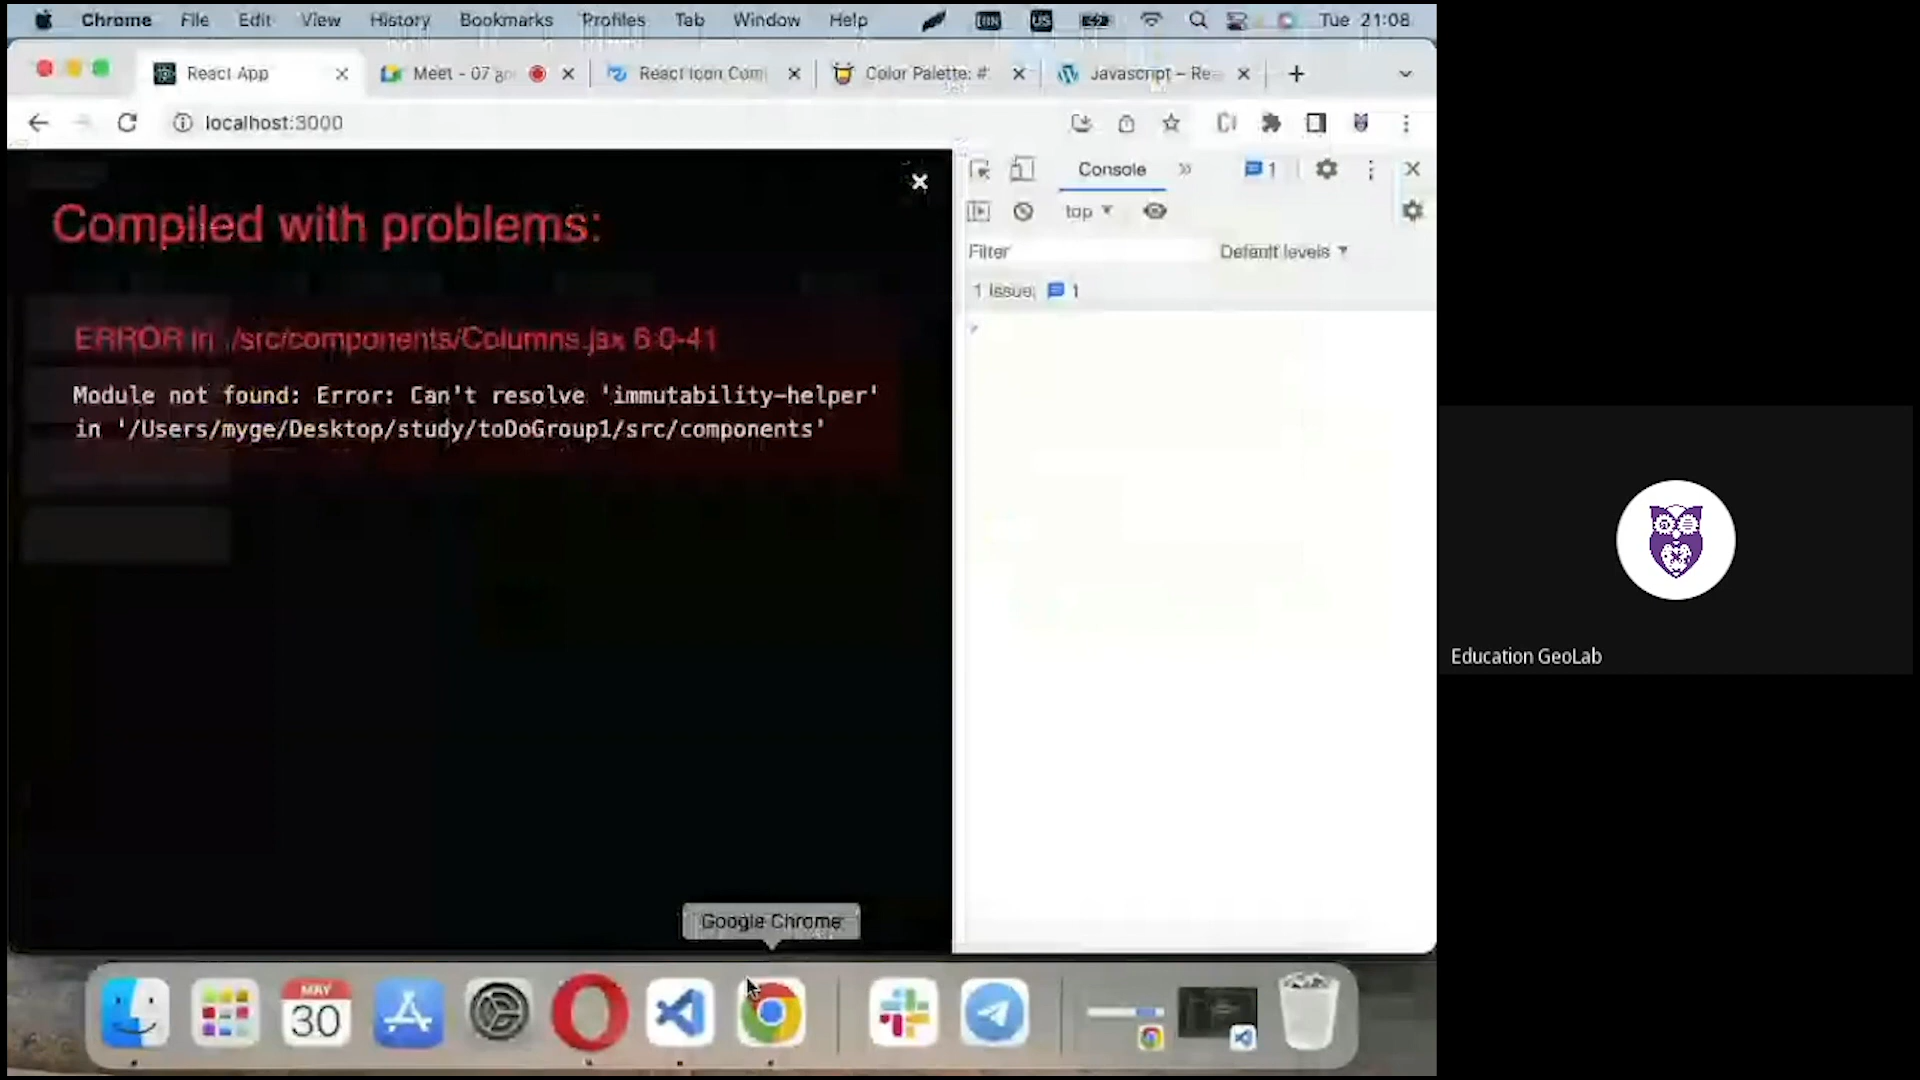 Chrome File Edit View History Bookmarks Profiles Tab Window Help US Tue 21:08
React App Meet - 07 React Icon Com Color Palette: # Javascript – Re
localhost:3000
Console 1
top
Compiled with problems:
Filter Default levels
1 Issue: 1
ERROR in ./src/components/Columns.jsx 6:0-41
Module not found: Error: Can't resolve 'immutability-helper'
in '/Users/myge/Desktop/study/toDoGroup1/src/components'
Education GeoLab
Google Chrome
MAY
30